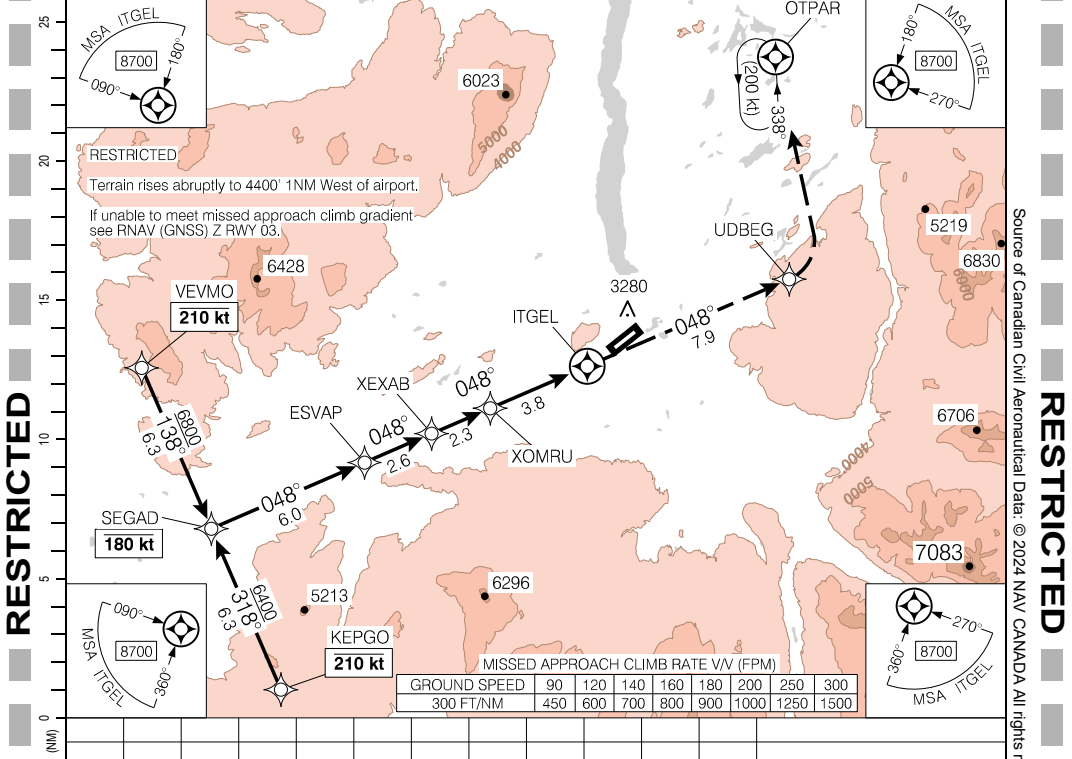 OTPAR
25
MSA ITGEL
8700
180°
090°
MSA ITGEL
8700
180°
270°
6023
(200 kt)
338°
5000
4000
20
RESTRICTED
Terrain rises abruptly to 4400' 1NM West of airport.
If unable to meet missed approach climb gradient
see RNAV (GNSS) Z RWY 03.
5219
6830
6000
UDBEG
6428
VEVMO
210 kt
15
3280
ITGEL
048°
7.9
XEXAB
048°
3.8
ESVAP
048°
2.3
2.6
XOMRU
6706
4000
5000
10
6800
138°
6.3
048°
6.0
SEGAD
180 kt
7083
5
6400
318°
6.3
5213
6296
KEPGO
210 kt
090°
MSA ITGEL
8700
360°
270°
MSA ITGEL
8700
360°
MISSED APPROACH CLIMB RATE V/V (FPM)
GROUND SPEED 90 120 140 160 180 200 250 300
300 FT/NM 450 600 700 800 900 1000 1250 1500
0
(NM)
RESTRICTED
RESTRICTED
Source of Canadian Civil Aeronautical Data: © 2024 NAV CANADA All rights